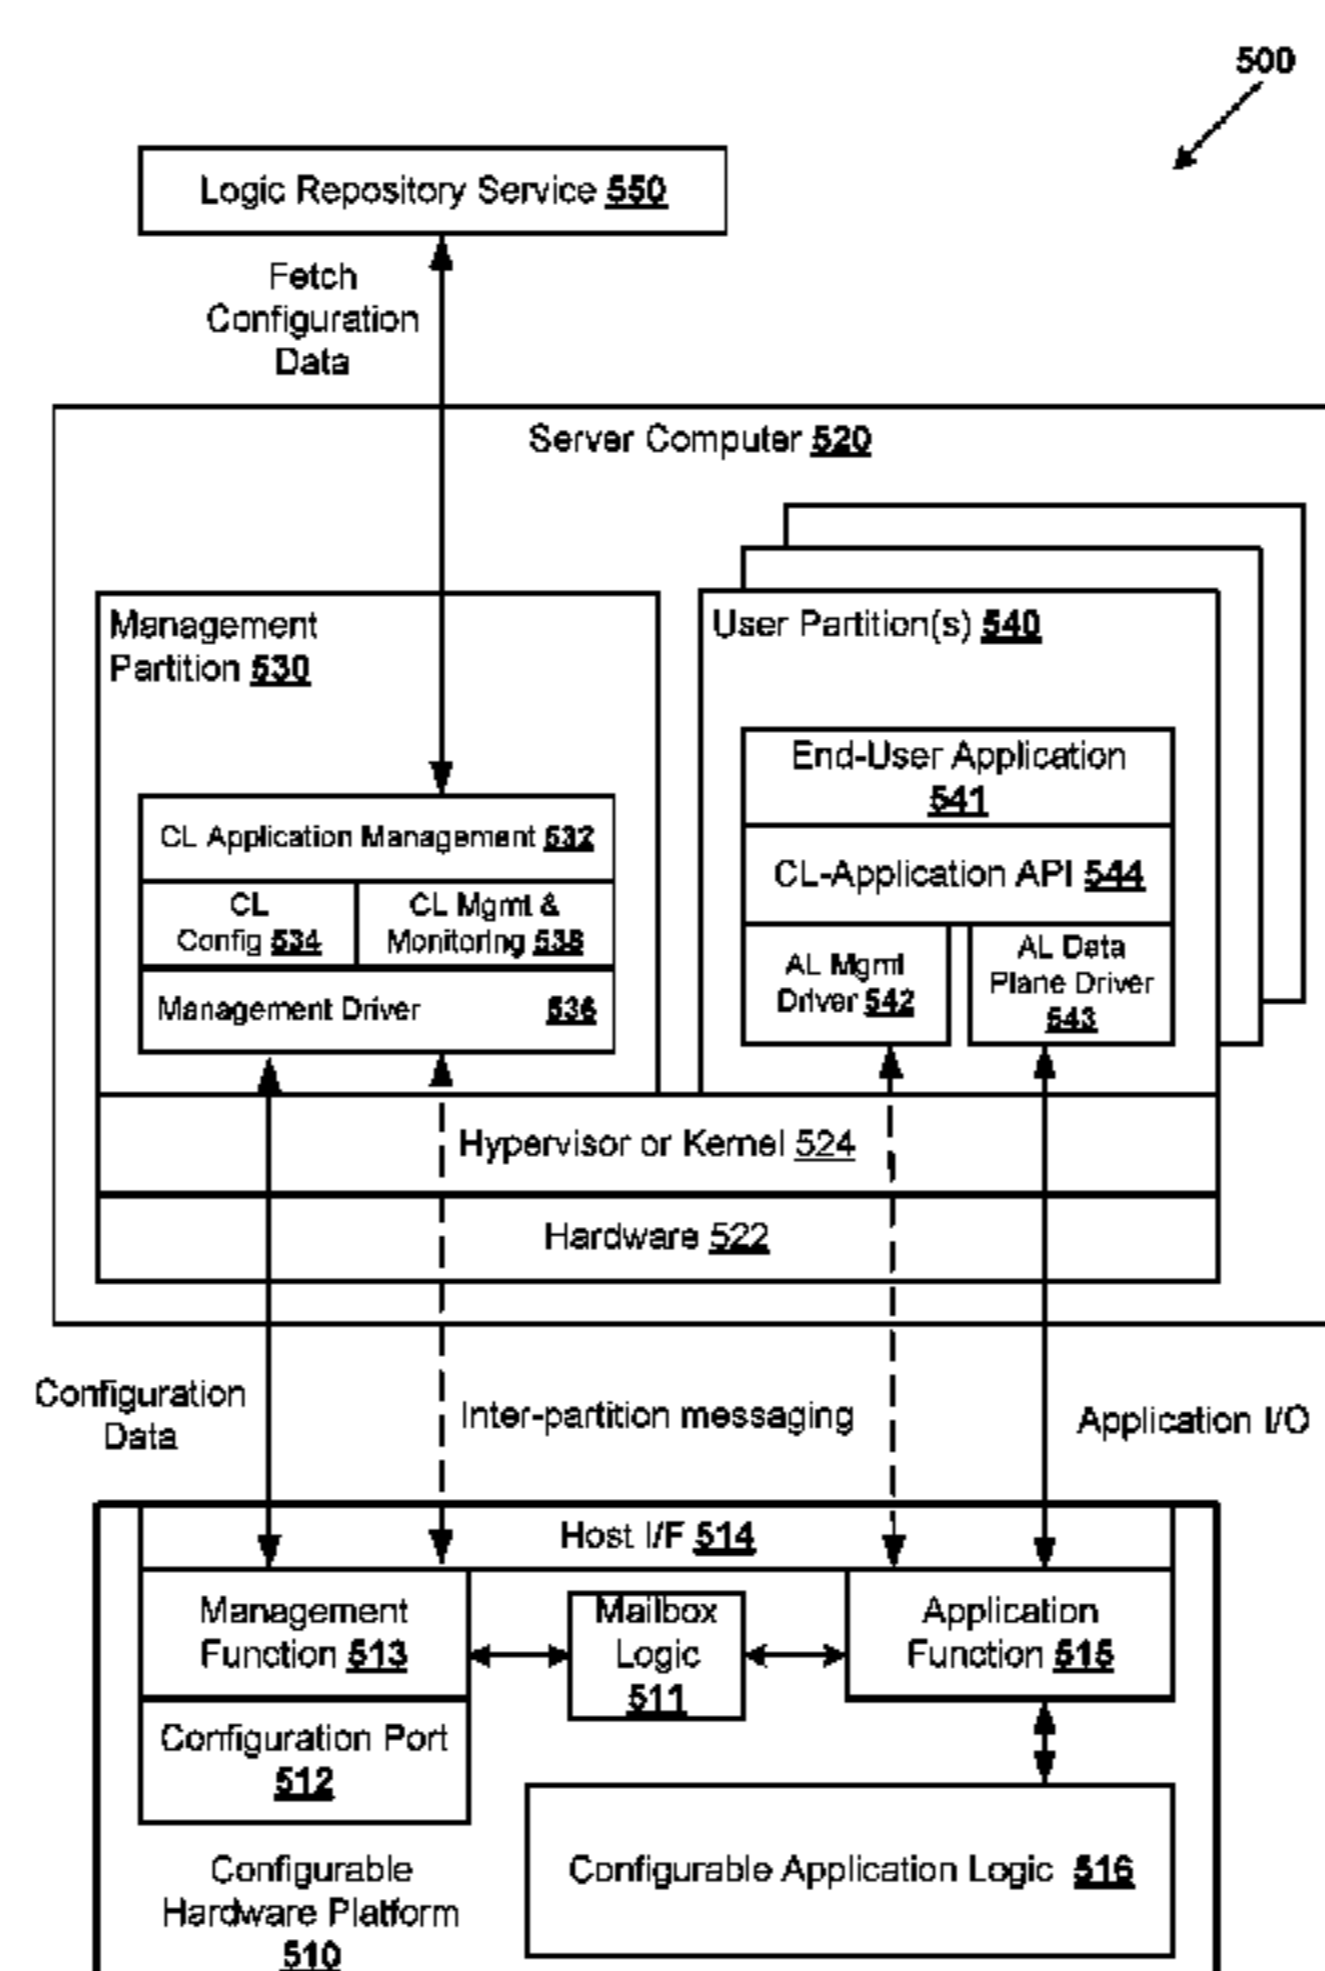 500
Logic Repository Service 550
Fetch
Configuration
Data
Server Computer 520
Management
Partition 530
User Partition(s) 540
End-User Application
541
CL Application Management 532
CL-Application API 544
CL
Config 534
CL Mgmt &
Monitoring 538
AL Mgmt
Driver 542
AL Data
Plane Driver
543
Management Driver 536
Hypervisor or Kernel 524
Hardware 522
Configuration
Data
Inter-partition messaging
Application I/O
Host I/F 514
Management
Function 513
Mailbox
Logic
511
Application
Function 515
Configuration Port
512
Configurable Application Logic 516
Configurable
Hardware Platform
510